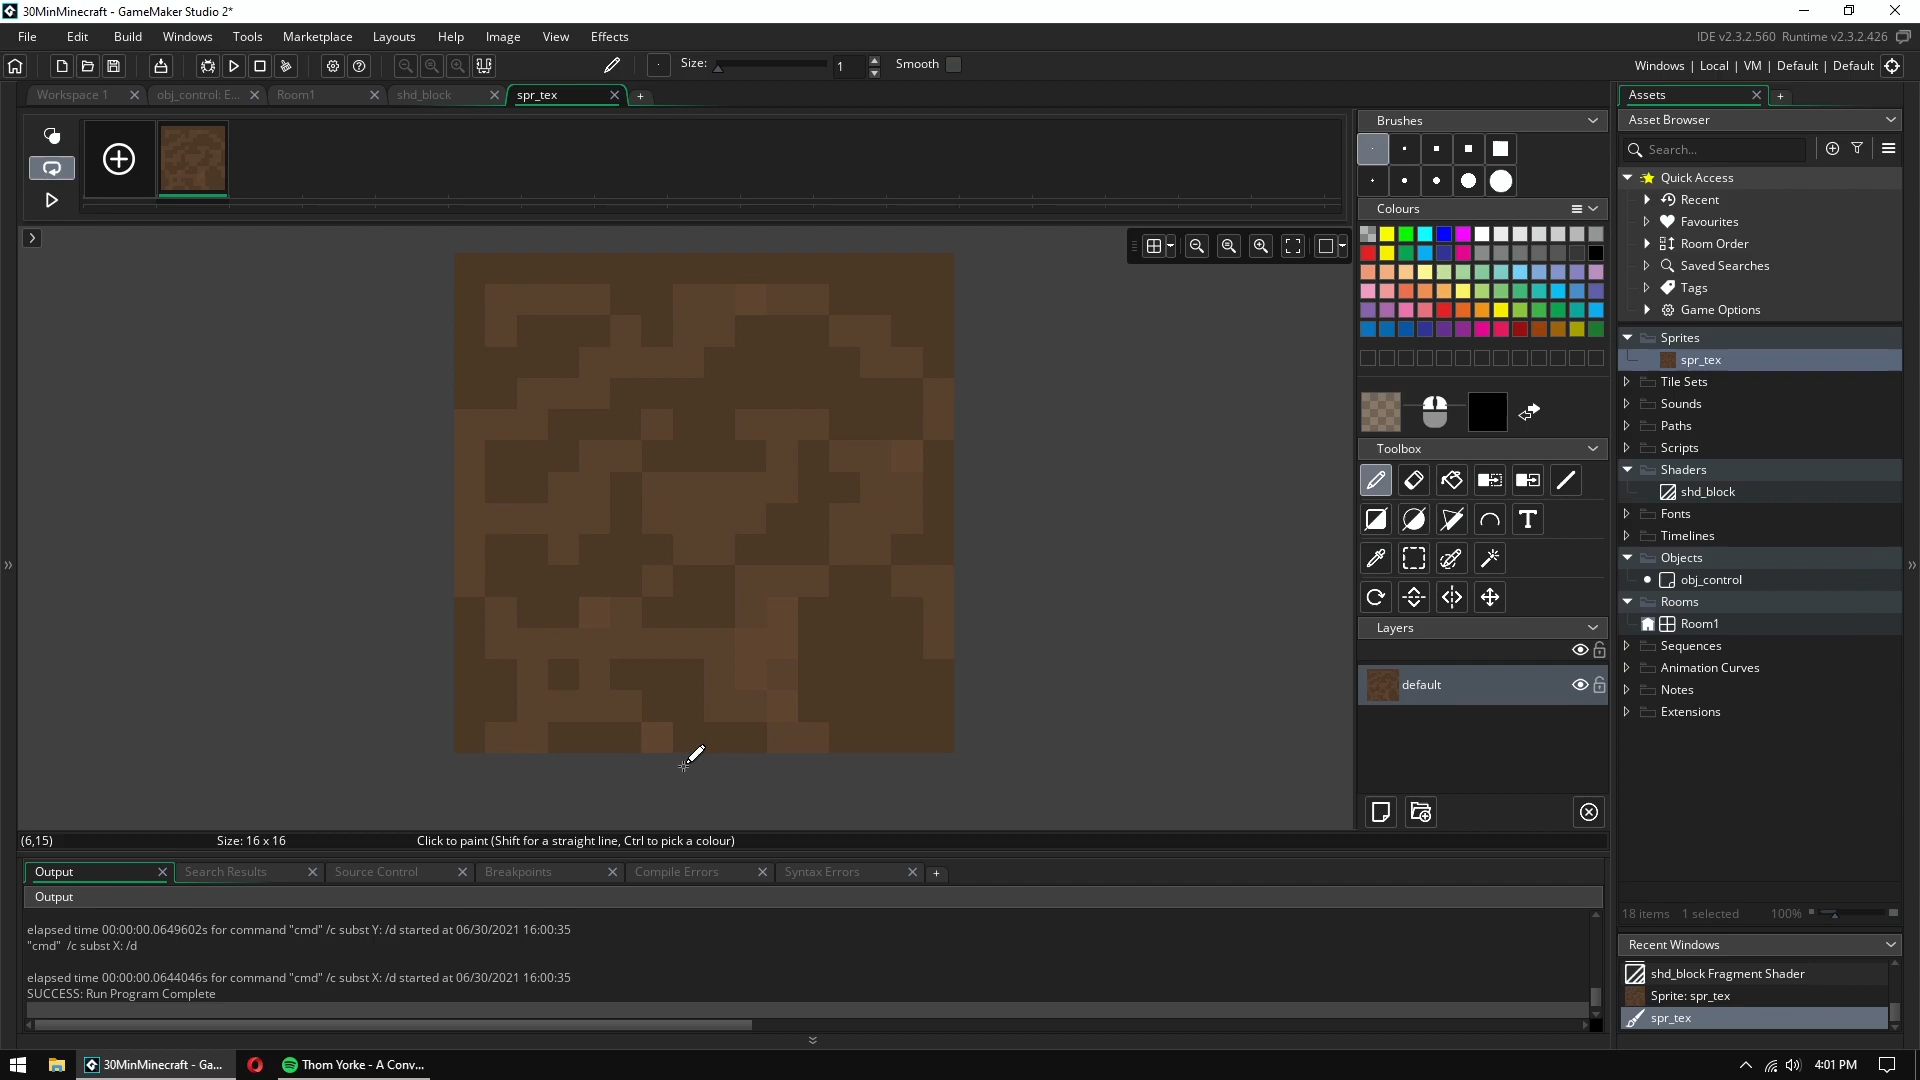 30MinMinecraft - GameMaker Studio 2*
File Edit Build Windows Tools Marketplace Layouts Help Image View Effects
IDE v2.3.2.560 Runtime v2.3.2.426
Size: 1 Smooth
Windows | Local | VM | Default | Default
Workspace 1 obj_control: E... Room1 shd_block spr_tex
Brushes
Colours
Toolbox
Layers
default
Assets
Asset Browser
Search...
Quick Access
Recent
Favourites
Room Order
Saved Searches
Tags
Game Options
Sprites
spr_tex
Tile Sets
Sounds
Paths
Scripts
Shaders
shd_block
Fonts
Timelines
Objects
obj_control
Rooms
Room1
Sequences
Animation Curves
Notes
Extensions
18 items 1 selected 100%
Recent Windows
shd_block Fragment Shader
Sprite: spr_tex
spr_tex
(6,15) Size: 16 x 16 Click to paint (Shift for a straight line, Ctrl to pick a colour)
Output Search Results Source Control Breakpoints Compile Errors Syntax Errors
Output
elapsed time 00:00:00.0649602s for command "cmd" /c subst Y: /d started at 06/30/2021 16:00:35
"cmd" /c subst X: /d
elapsed time 00:00:00.0644046s for command "cmd" /c subst X: /d started at 06/30/2021 16:00:35
SUCCESS: Run Program Complete
30MinMinecraft - Ga... Thom Yorke - A Conv... 4:01 PM